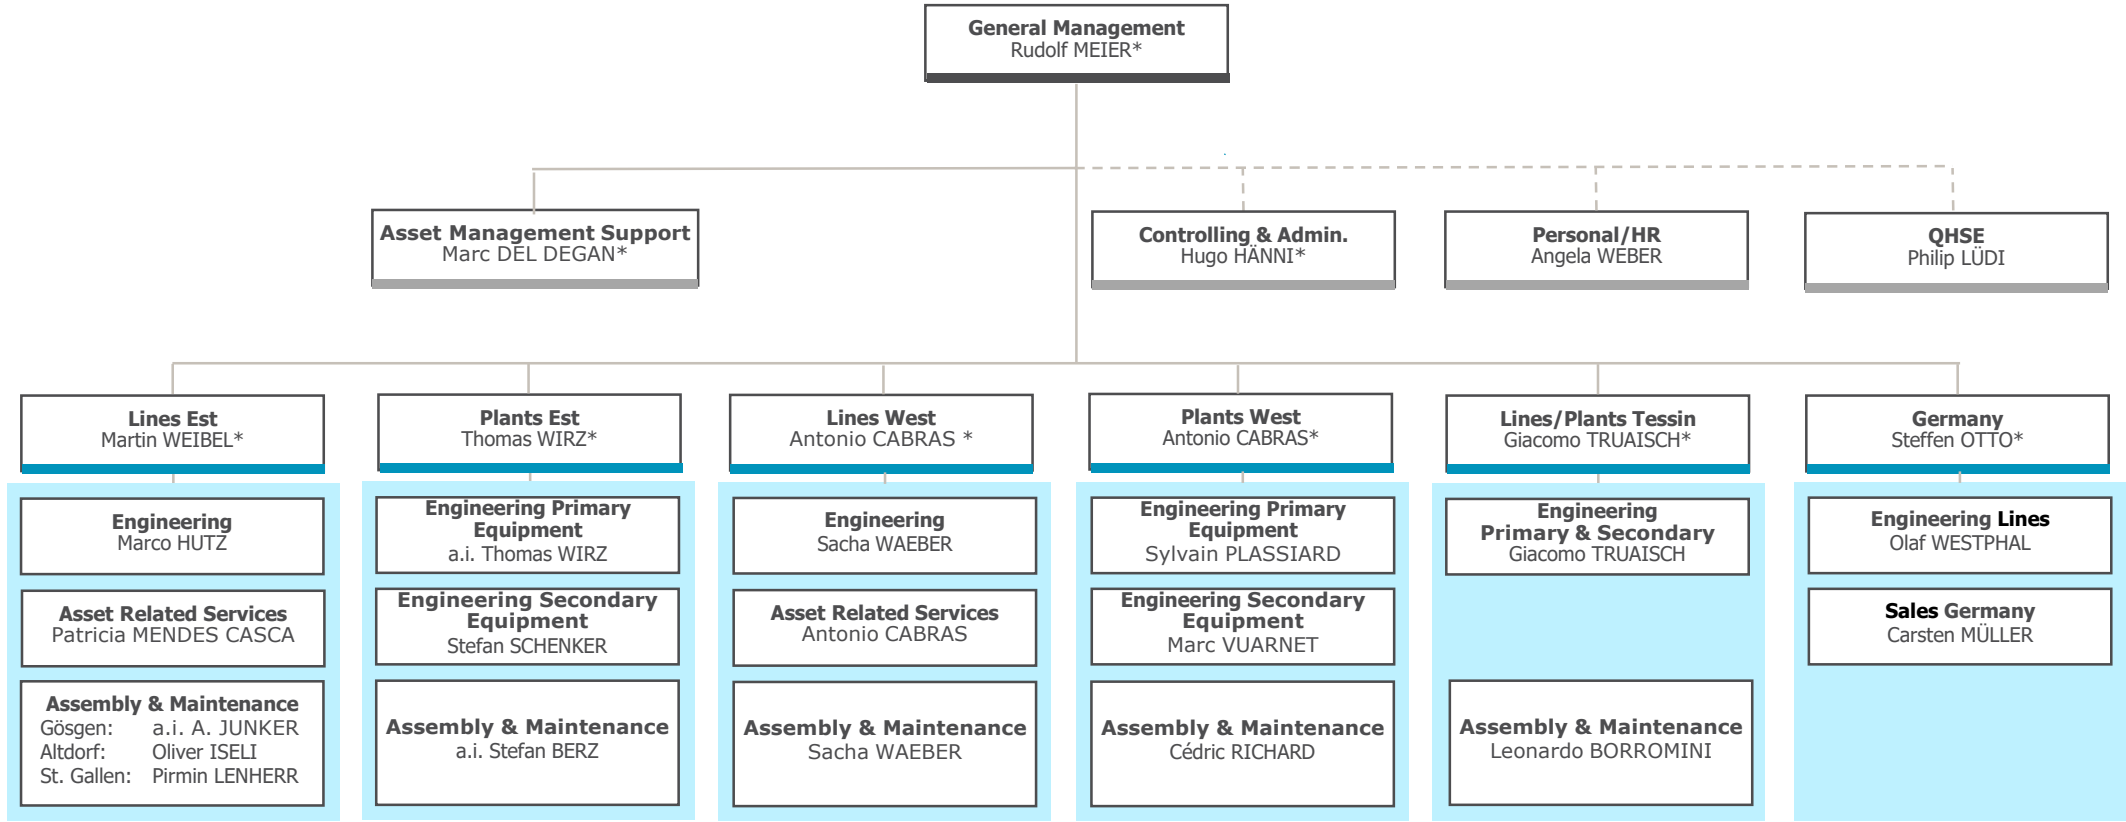 General Management
Rudolf MEIER*
Asset Management Support
Marc DEL DEGAN*
Controlling & Admin.
Hugo HÄNNI*
Personal/HR
Angela WEBER
QHSE
Philip LÜDI
Lines Est
Martin WEIBEL*
Plants Est
Thomas WIRZ*
Lines West
Antonio CABRAS *
Plants West
Antonio CABRAS*
Lines/Plants Tessin
Giacomo TRUAISCH*
Germany
Steffen OTTO*
Engineering
Marco HUTZ
Asset Related Services
Patricia MENDES CASCA
Assembly & Maintenance
Gösgen: a.i. A. JUNKER
Altdorf: Oliver ISELI
St. Gallen: Pirmin LENHERR
Engineering Primary
Equipment
a.i. Thomas WIRZ
Engineering Secondary
Equipment
Stefan SCHENKER
Assembly & Maintenance
a.i. Stefan BERZ
Engineering
Sacha WAEBER
Asset Related Services
Antonio CABRAS
Assembly & Maintenance
Sacha WAEBER
Engineering Primary
Equipment
Sylvain PLASSIARD
Engineering Secondary
Equipment
Marc VUARNET
Assembly & Maintenance
Cédric RICHARD
Engineering
Primary & Secondary
Giacomo TRUAISCH
Assembly & Maintenance
Leonardo BORROMINI
Engineering Lines
Olaf WESTPHAL
Sales Germany
Carsten MÜLLER